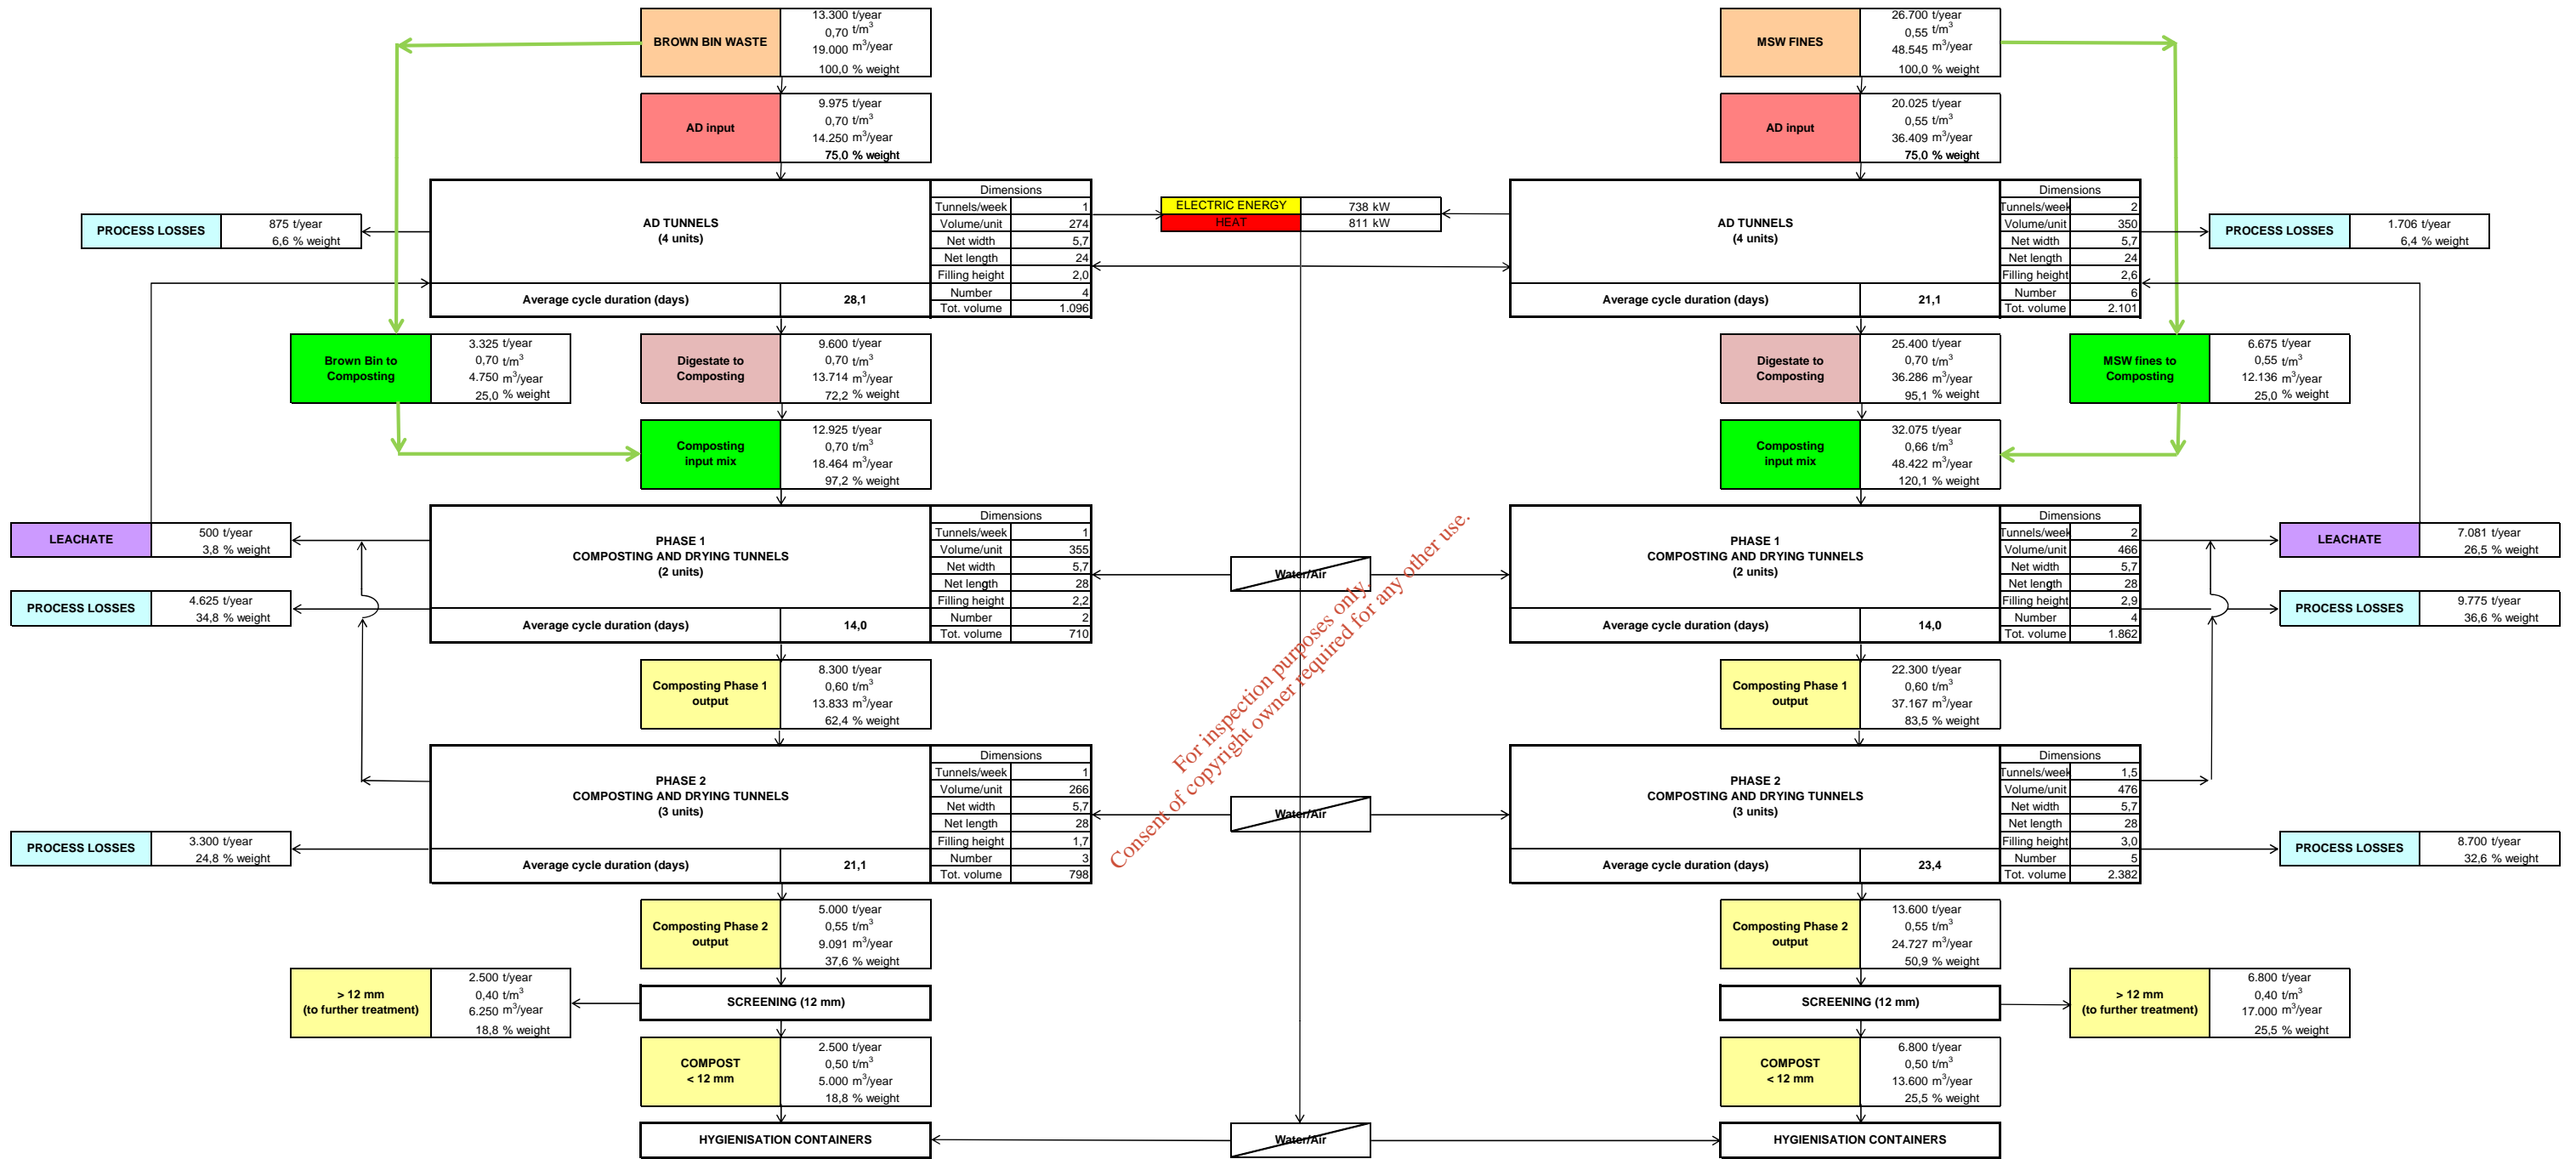 BROWN BIN WASTE
13.300 t/year
0,70 t/m³
19.000 m³/year
100,0 % weight
MSW FINES
26.700 t/year
0,55 t/m³
48.545 m³/year
100,0 % weight
AD input
9.975 t/year
0,70 t/m³
14.250 m³/year
75,0 % weight
AD input
20.025 t/year
0,55 t/m³
36.409 m³/year
75,0 % weight
PROCESS LOSSES
875 t/year
6,6 % weight
AD TUNNELS
(4 units)
Average cycle duration (days) 28,1
Dimensions
Tunnels/week 1
Volume/unit 274
Net width 5,7
Net length 24
Filling height 2,0
Number 4
Tot. volume 1.096
ELECTRIC ENERGY 738 kW
HEAT 811 kW
AD TUNNELS
(4 units)
Average cycle duration (days) 21,1
Dimensions
Tunnels/week 2
Volume/unit 350
Net width 5,7
Net length 24
Filling height 2,6
Number 6
Tot. volume 2.101
PROCESS LOSSES
1.706 t/year
6,4 % weight
Brown Bin to
Composting
3.325 t/year
0,70 t/m³
4.750 m³/year
25,0 % weight
Digestate to
Composting
9.600 t/year
0,70 t/m³
13.714 m³/year
72,2 % weight
Digestate to
Composting
25.400 t/year
0,70 t/m³
36.286 m³/year
95,1 % weight
MSW fines to
Composting
6.675 t/year
0,55 t/m³
12.136 m³/year
25,0 % weight
Composting
input mix
12.925 t/year
0,70 t/m³
18.464 m³/year
97,2 % weight
Composting
input mix
32.075 t/year
0,66 t/m³
48.422 m³/year
120,1 % weight
LEACHATE
500 t/year
3,8 % weight
PROCESS LOSSES
4.625 t/year
34,8 % weight
PHASE 1
COMPOSTING AND DRYING TUNNELS
(2 units)
Average cycle duration (days) 14,0
Dimensions
Tunnels/week 1
Volume/unit 355
Net width 5,7
Net length 28
Filling height 2,2
Number 2
Tot. volume 710
Water/Air
PHASE 1
COMPOSTING AND DRYING TUNNELS
(2 units)
Average cycle duration (days) 14,0
Dimensions
Tunnels/week 2
Volume/unit 466
Net width 5,7
Net length 28
Filling height 2,9
Number 4
Tot. volume 1.862
LEACHATE
7.081 t/year
26,5 % weight
PROCESS LOSSES
9.775 t/year
36,6 % weight
Composting Phase 1
output
8.300 t/year
0,60 t/m³
13.833 m³/year
62,4 % weight
For inspection purposes only.
Consent of copyright owner required for any other use.
Composting Phase 1
output
22.300 t/year
0,60 t/m³
37.167 m³/year
83,5 % weight
PROCESS LOSSES
3.300 t/year
24,8 % weight
PHASE 2
COMPOSTING AND DRYING TUNNELS
(3 units)
Average cycle duration (days) 21,1
Dimensions
Tunnels/week 1
Volume/unit 266
Net width 5,7
Net length 28
Filling height 1,7
Number 3
Tot. volume 798
Water/Air
PHASE 2
COMPOSTING AND DRYING TUNNELS
(3 units)
Average cycle duration (days) 23,4
Dimensions
Tunnels/week 1,5
Volume/unit 476
Net width 5,7
Net length 28
Filling height 3,0
Number 5
Tot. volume 2.382
PROCESS LOSSES
8.700 t/year
32,6 % weight
Composting Phase 2
output
5.000 t/year
0,55 t/m³
9.091 m³/year
37,6 % weight
Composting Phase 2
output
13.600 t/year
0,55 t/m³
24.727 m³/year
50,9 % weight
> 12 mm
(to further treatment)
2.500 t/year
0,40 t/m³
6.250 m³/year
18,8 % weight
SCREENING (12 mm)
SCREENING (12 mm)
> 12 mm
(to further treatment)
6.800 t/year
0,40 t/m³
17.000 m³/year
25,5 % weight
COMPOST
< 12 mm
2.500 t/year
0,50 t/m³
5.000 m³/year
18,8 % weight
COMPOST
< 12 mm
6.800 t/year
0,50 t/m³
13.600 m³/year
25,5 % weight
HYGIENISATION CONTAINERS
Water/Air
HYGIENISATION CONTAINERS